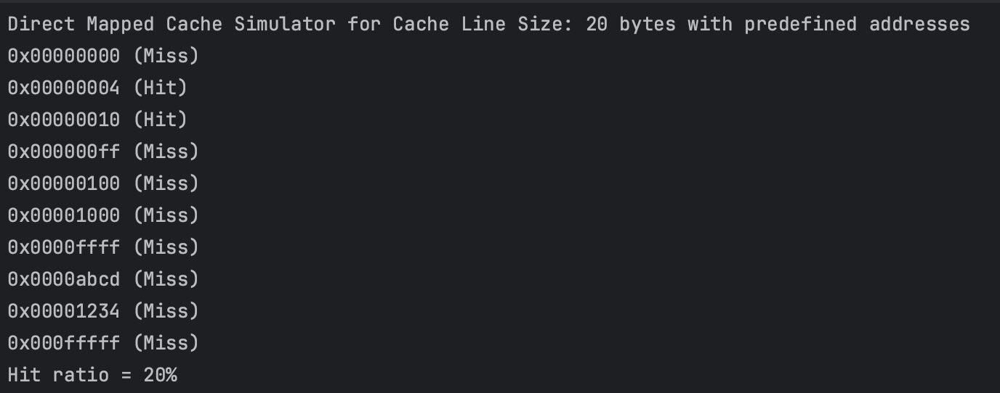 Direct Mapped Cache Simulator for Cache Line Size: 20 bytes with predefined addresses
0x00000000 (Miss)
0x00000004 (Hit)
0x00000010 (Hit)
0x000000ff (Miss)
0x00000100 (Miss)
0x00001000 (Miss)
0x0000ffff (Miss)
0x0000abcd (Miss)
0x00001234 (Miss)
0x000fffff (Miss)
Hit ratio = 20%